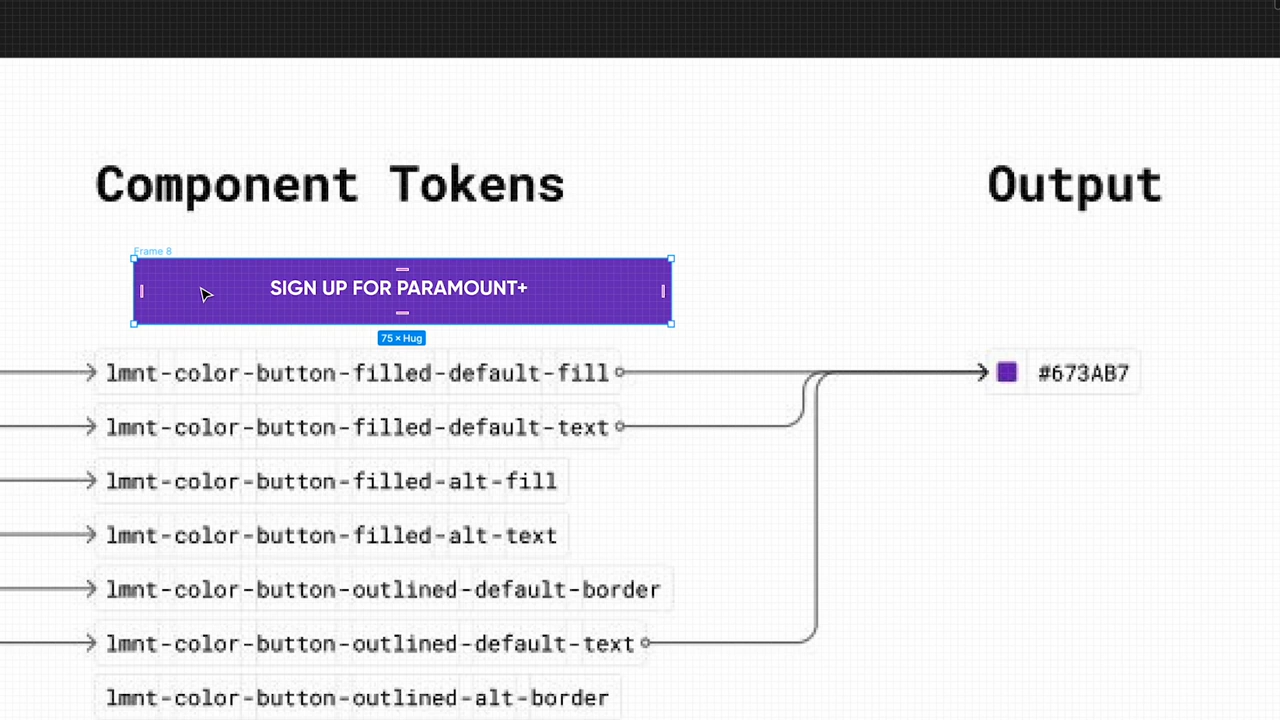 Component Tokens
Output
Frame 8
SIGN UP FOR PARAMOUNT+
75 × Hug
lmnt-color-button-filled-default-fill
#673AB7
lmnt-color-button-filled-default-text
lmnt-color-button-filled-alt-fill
lmnt-color-button-filled-alt-text
lmnt-color-button-outlined-default-border
lmnt-color-button-outlined-default-text
lmnt-color-button-outlined-alt-border